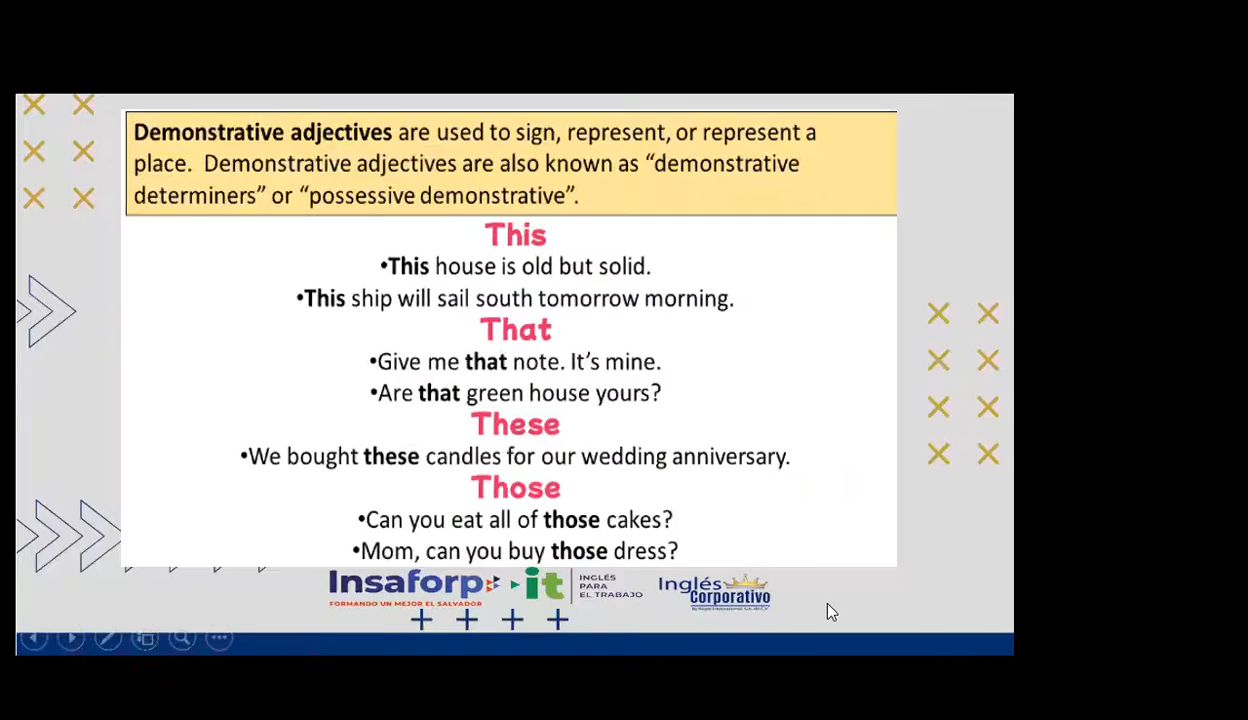 Demonstrative adjectives are used to sign, represent, or represent a
place. Demonstrative adjectives are also known as “demonstrative
determiners” or “possessive demonstrative”.
This
•This house is old but solid.
•This ship will sail south tomorrow morning.
That
•Give me that note. It’s mine.
•Are that green house yours?
These
•We bought these candles for our wedding anniversary.
Those
•Can you eat all of those cakes?
•Mom, can you buy those dress?
Insaforp
FORMANDO UN MEJOR EL SALVADOR
it
INGLÉS
PARA
EL TRABAJO
Inglés
Corporativo